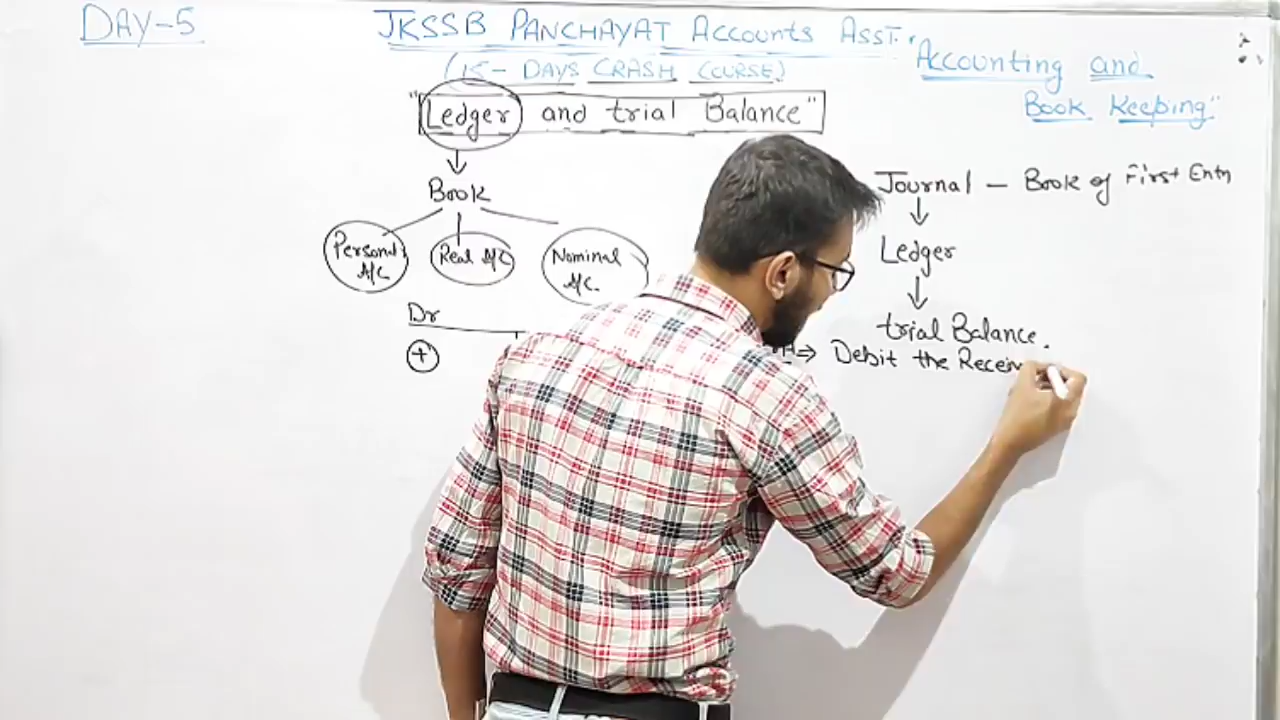 DAY-5
JKSSB PANCHAYAT Accounts ASST.
(15- DAYS CRASH COURSE)
"Accounting and
Book Keeping"
"Ledger and trial Balance"
Book
Personal A/C
Real A/C
Nominal A/C.
Dr
+
Journal — Book of First Entry
Ledger
trial Balance.
⇒ Debit the Receiv